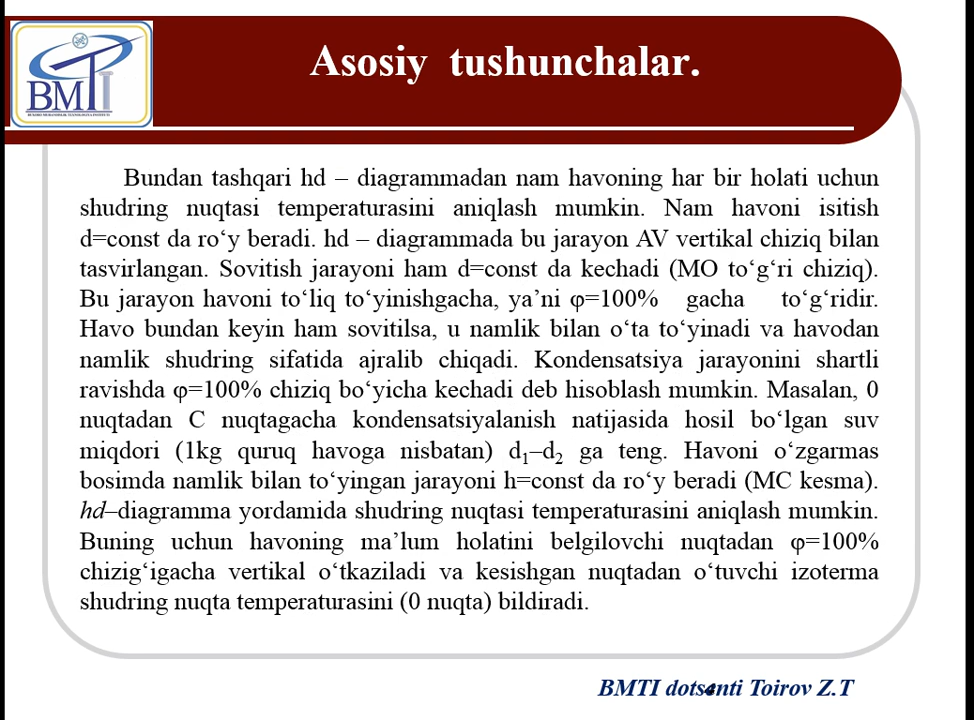 BMTI
Asosiy tushunchalar.
Bundan tashqari hd – diagrammadan nam havoning har bir holati uchun
shudring nuqtasi temperaturasini aniqlash mumkin. Nam havoni isitish
d=const da ro‘y beradi. hd – diagrammada bu jarayon AV vertikal chiziq bilan
tasvirlangan. Sovitish jarayoni ham d=const da kechadi (MO to‘g‘ri chiziq).
Bu jarayon havoni to‘liq to‘yinishgacha, ya’ni φ=100% gacha to‘g‘ridir.
Havo bundan keyin ham sovitilsa, u namlik bilan o‘ta to‘yinadi va havodan
namlik shudring sifatida ajralib chiqadi. Kondensatsiya jarayonini shartli
ravishda φ=100% chiziq bo‘yicha kechadi deb hisoblash mumkin. Masalan, 0
nuqtadan C nuqtagacha kondensatsiyalanish natijasida hosil bo‘lgan suv
miqdori (1kg quruq havoga nisbatan) d₁–d₂ ga teng. Havoni o‘zgarmas
bosimda namlik bilan to‘yingan jarayoni h=const da ro‘y beradi (MC kesma).
hd–diagramma yordamida shudring nuqtasi temperaturasini aniqlash mumkin.
Buning uchun havoning ma’lum holatini belgilovchi nuqtadan φ=100%
chizig‘igacha vertikal o‘tkaziladi va kesishgan nuqtadan o‘tuvchi izoterma
shudring nuqta temperaturasini (0 nuqta) bildiradi.
BMTI dotsenti Toirov Z.T
4